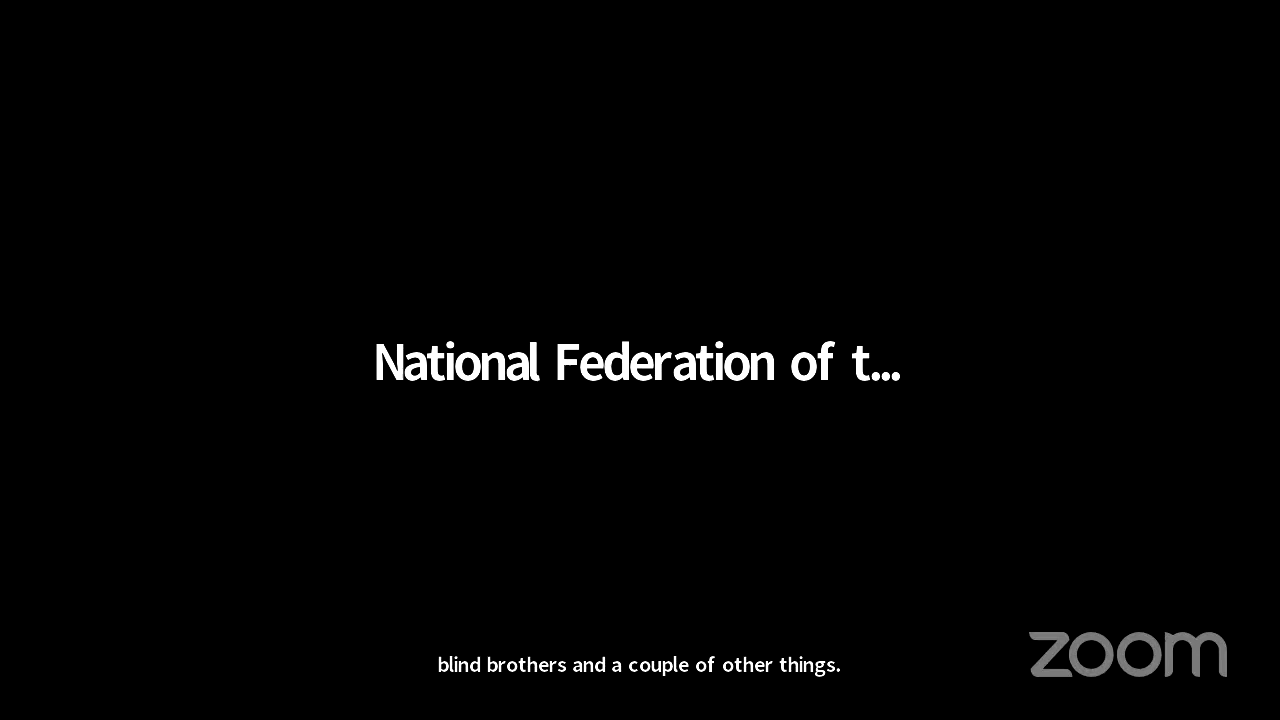 National Federation of t...
blind brothers and a couple of other things.
zoom